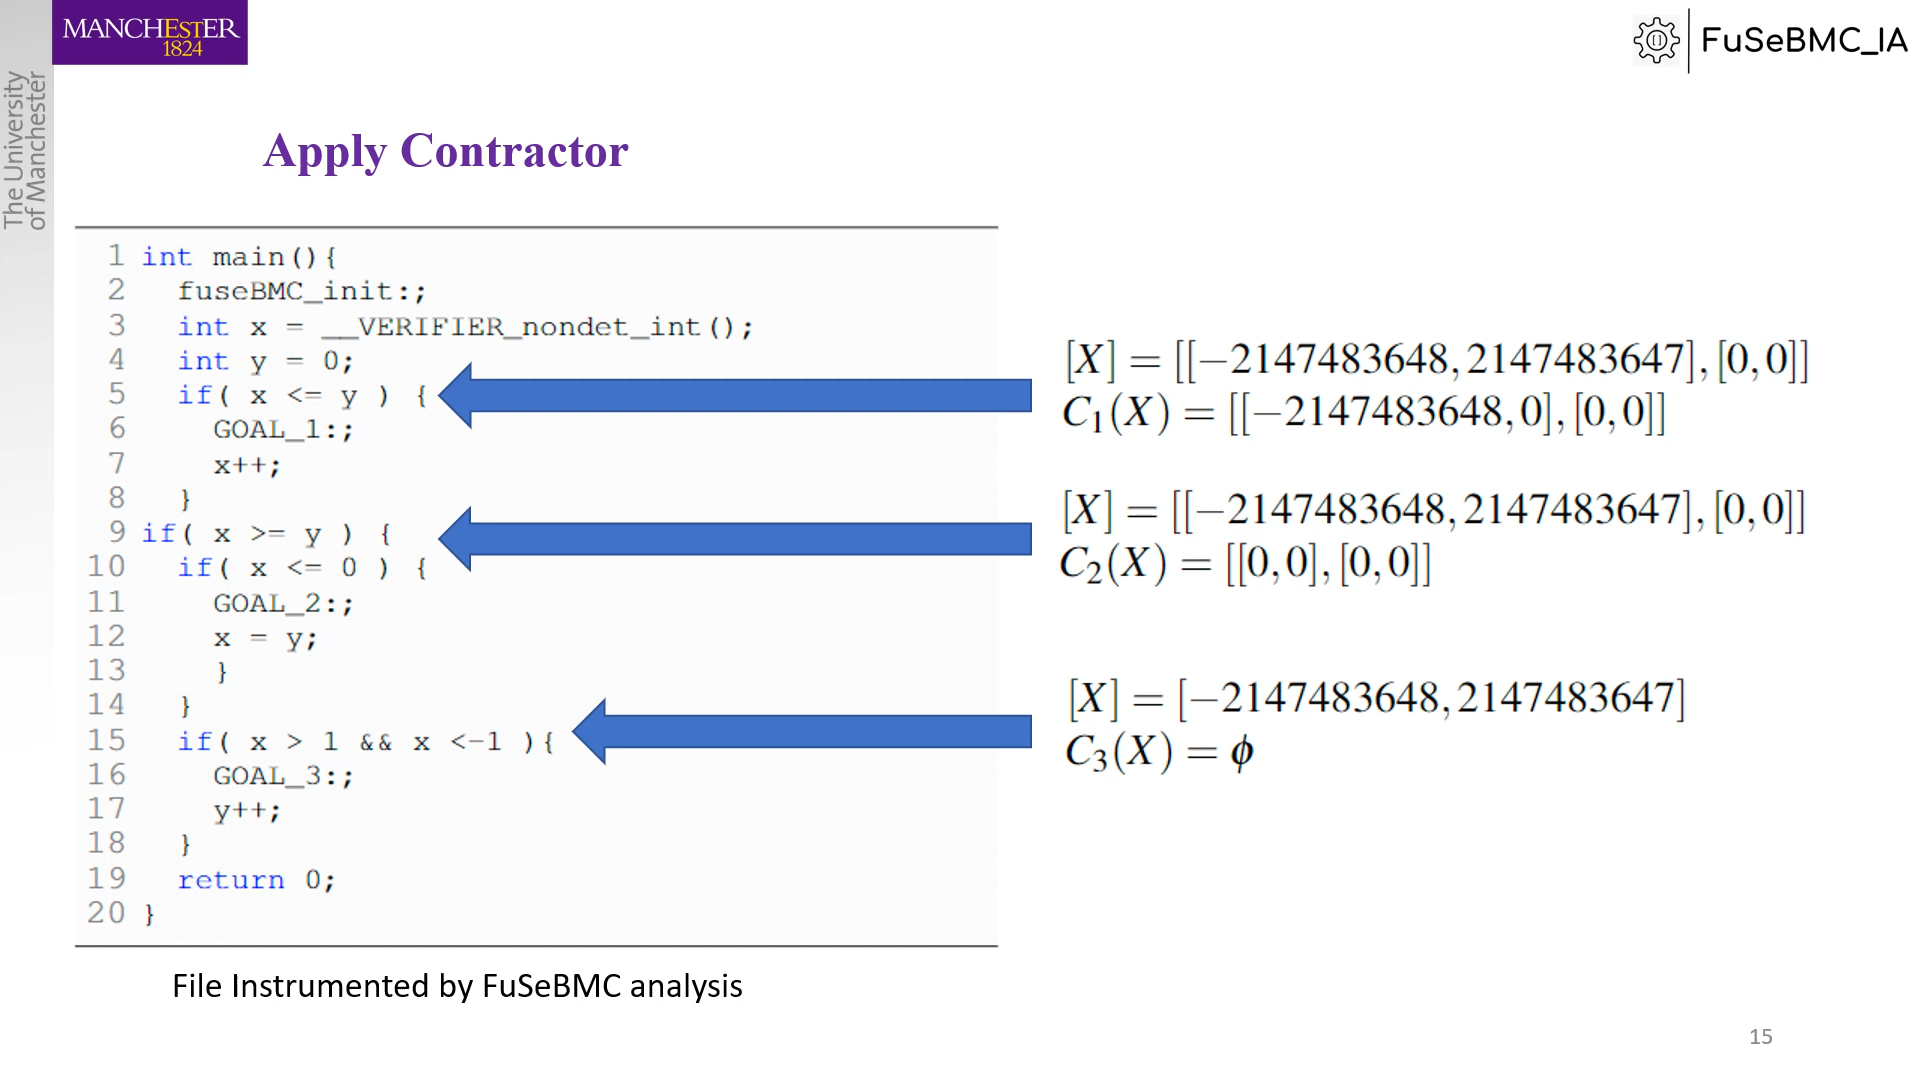 MANCHESTER
1824
The University
of Manchester
FuSeBMC_IA
Apply Contractor
1 int main(){
2 fuseBMC_init:;
3 int x = __VERIFIER_nondet_int();
4 int y = 0;
5 if( x <= y ) {
6 GOAL_1:;
7 x++;
8 }
9 if( x >= y ) {
10 if( x <= 0 ) {
11 GOAL_2:;
12 x = y;
13 }
14 }
15 if( x > 1 && x <-1 ){
16 GOAL_3:;
17 y++;
18 }
19 return 0;
20 }
[X] = [[−2147483648,2147483647],[0,0]]
C₁(X) = [[−2147483648,0],[0,0]]
[X] = [[−2147483648,2147483647],[0,0]]
C₂(X) = [[0,0],[0,0]]
[X] = [−2147483648,2147483647]
C₃(X) = ϕ
File Instrumented by FuSeBMC analysis
15